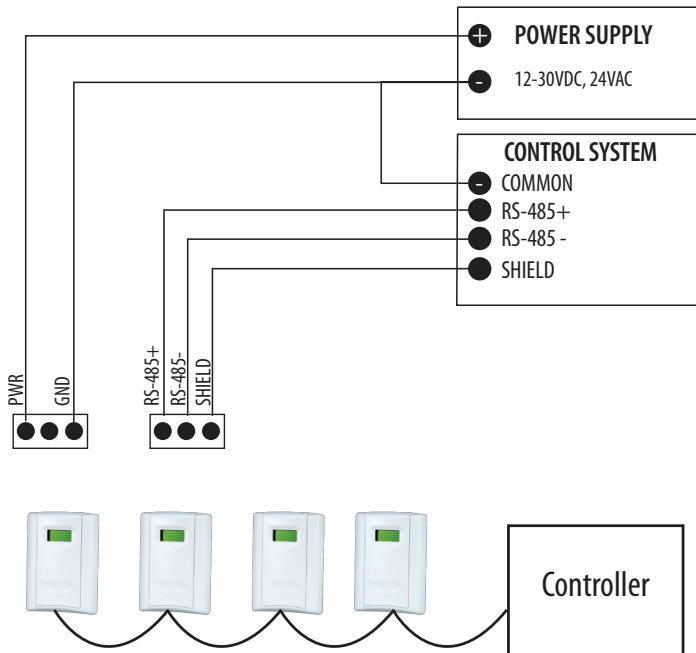 POWER SUPPLY
12-30VDC, 24VAC
CONTROL SYSTEM
COMMON
RS-485+
RS-485 -
SHIELD
PWR
GND
RS-485+
RS-485-
SHIELD
Controller